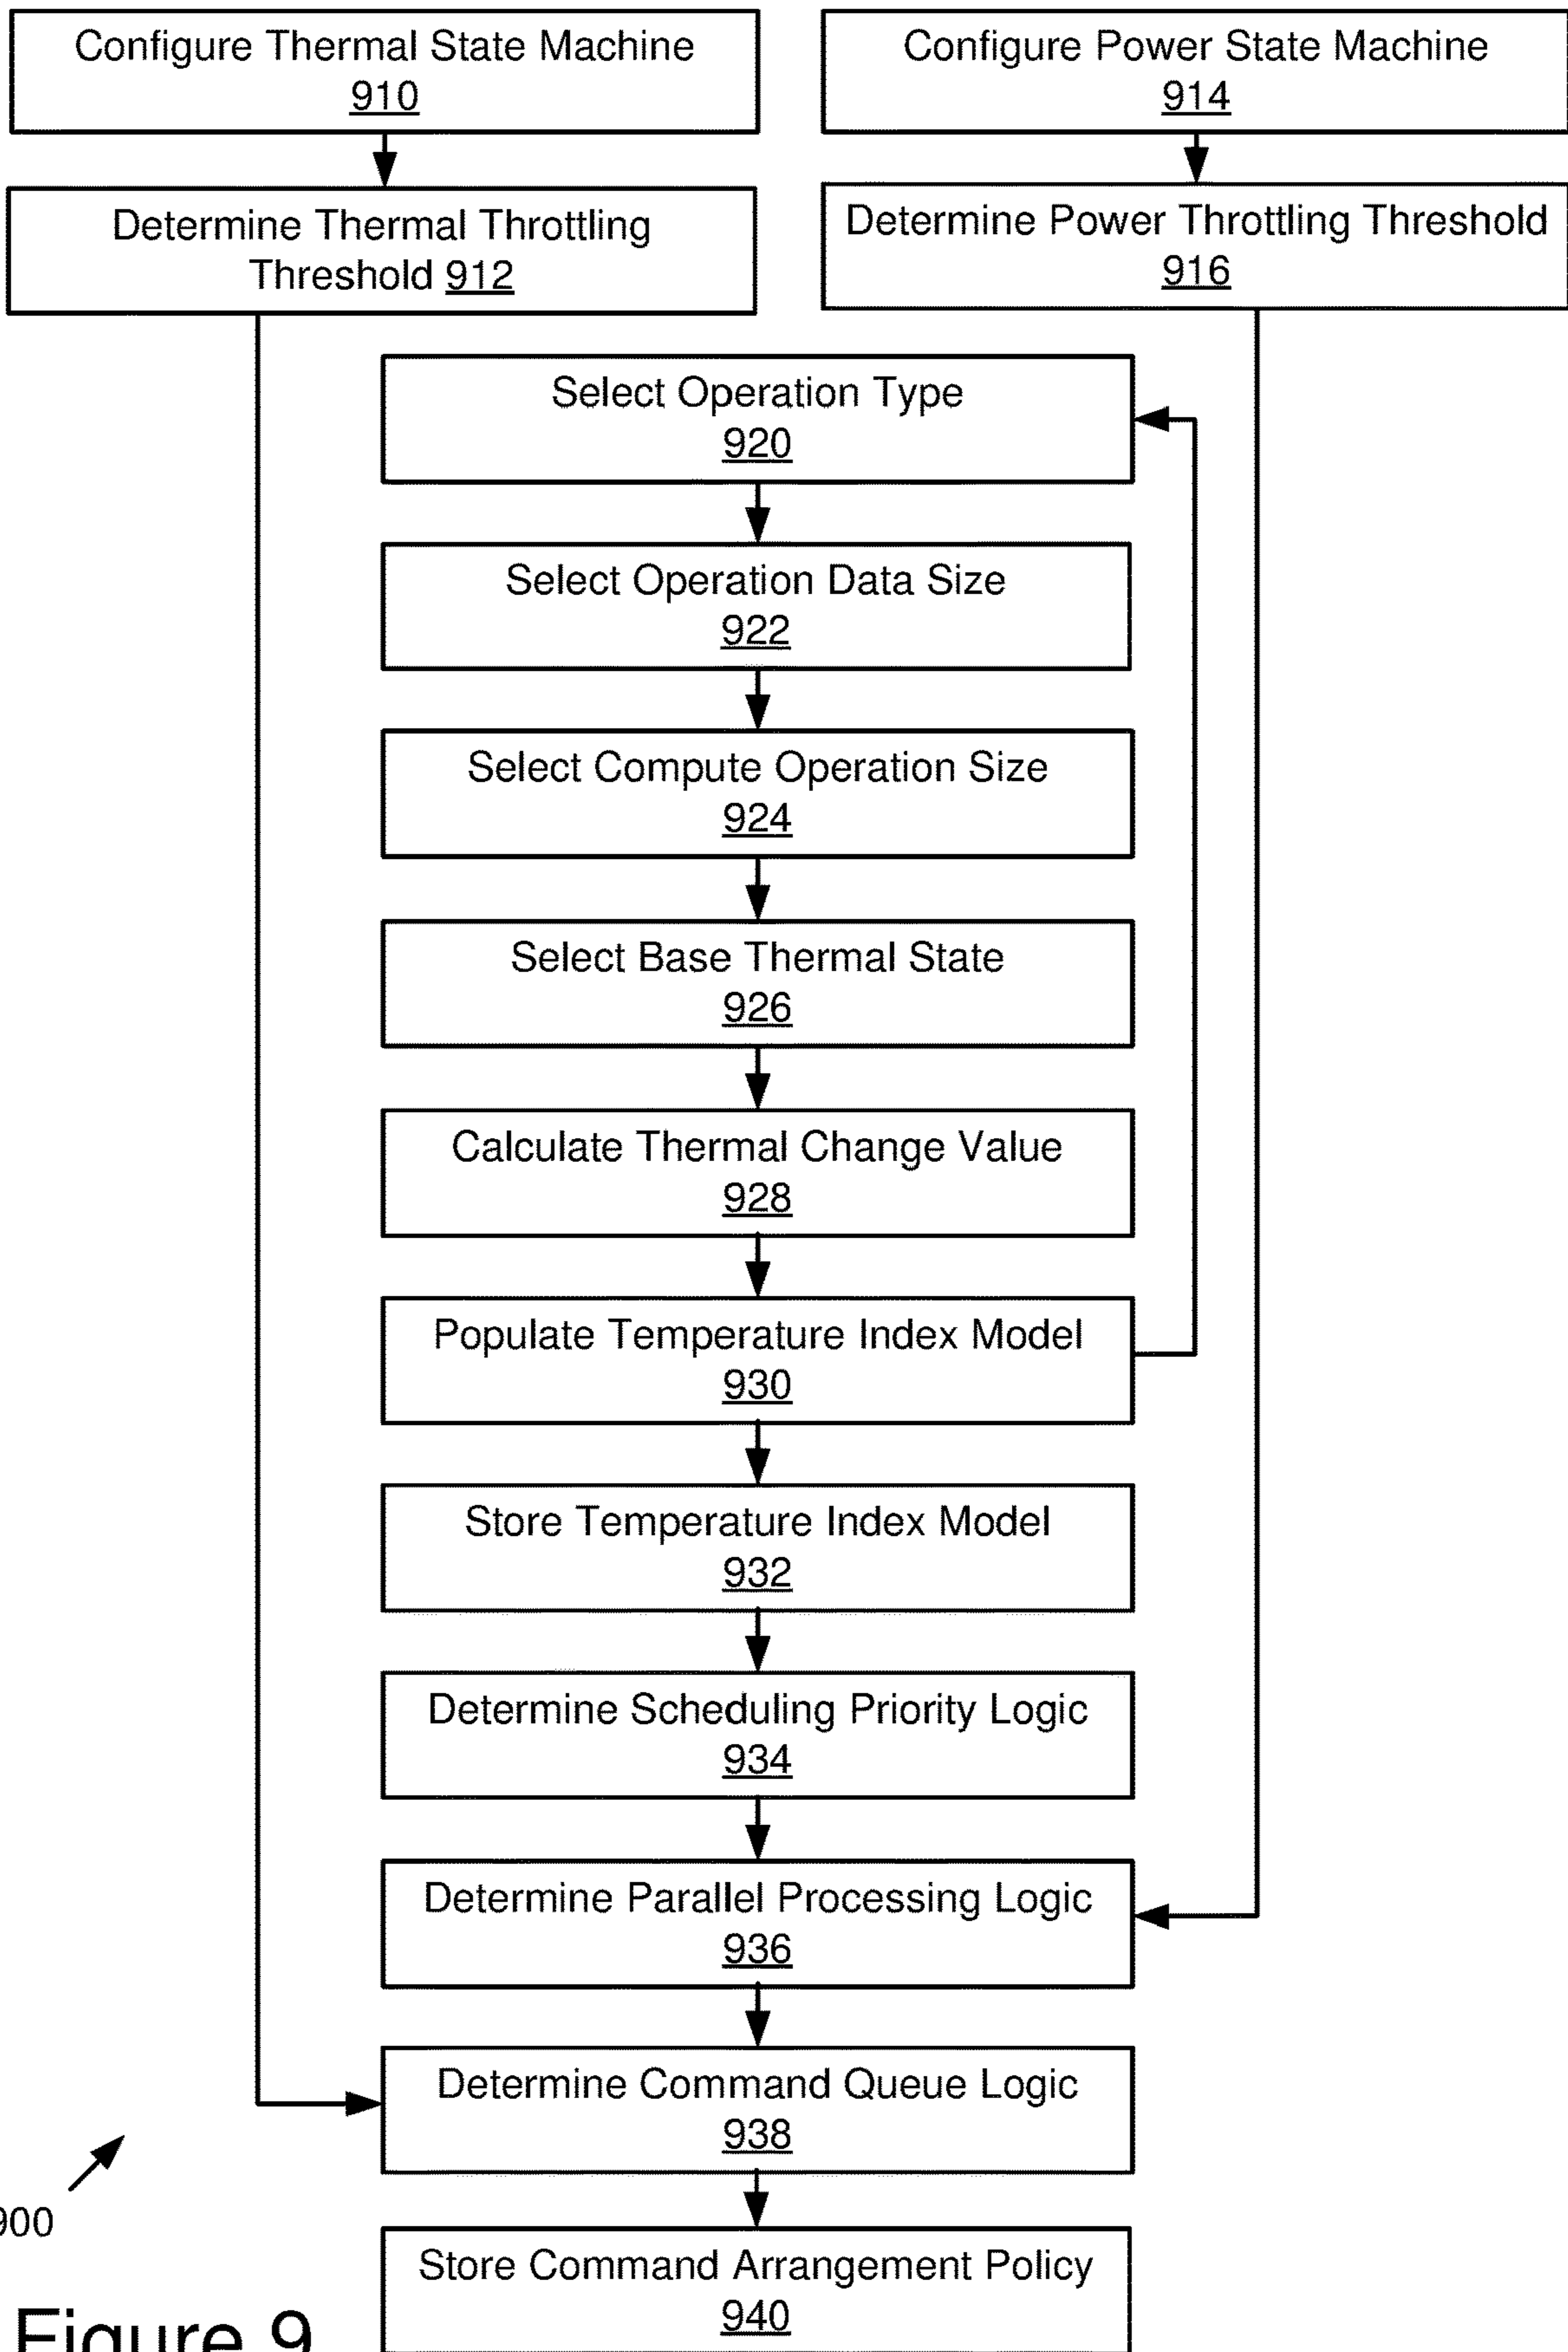 Configure Thermal State Machine
910
Configure Power State Machine
914
Determine Thermal Throttling
Threshold 912
Determine Power Throttling Threshold
916
Select Operation Type
920
Select Operation Data Size
922
Select Compute Operation Size
924
Select Base Thermal State
926
Calculate Thermal Change Value
928
Populate Temperature Index Model
930
Store Temperature Index Model
932
Determine Scheduling Priority Logic
934
Determine Parallel Processing Logic
936
Determine Command Queue Logic
938
900
Store Command Arrangement Policy
940
Figure 9